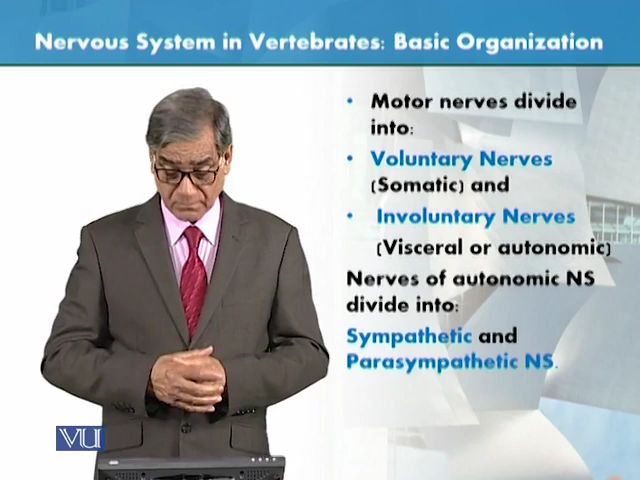 Nervous System in Vertebrates: Basic Organization
• Motor nerves divide
into:
• Voluntary Nerves
(Somatic) and
• Involuntary Nerves
(Visceral or autonomic)
Nerves of autonomic NS
divide into:
Sympathetic and
Parasympathetic NS.
VU